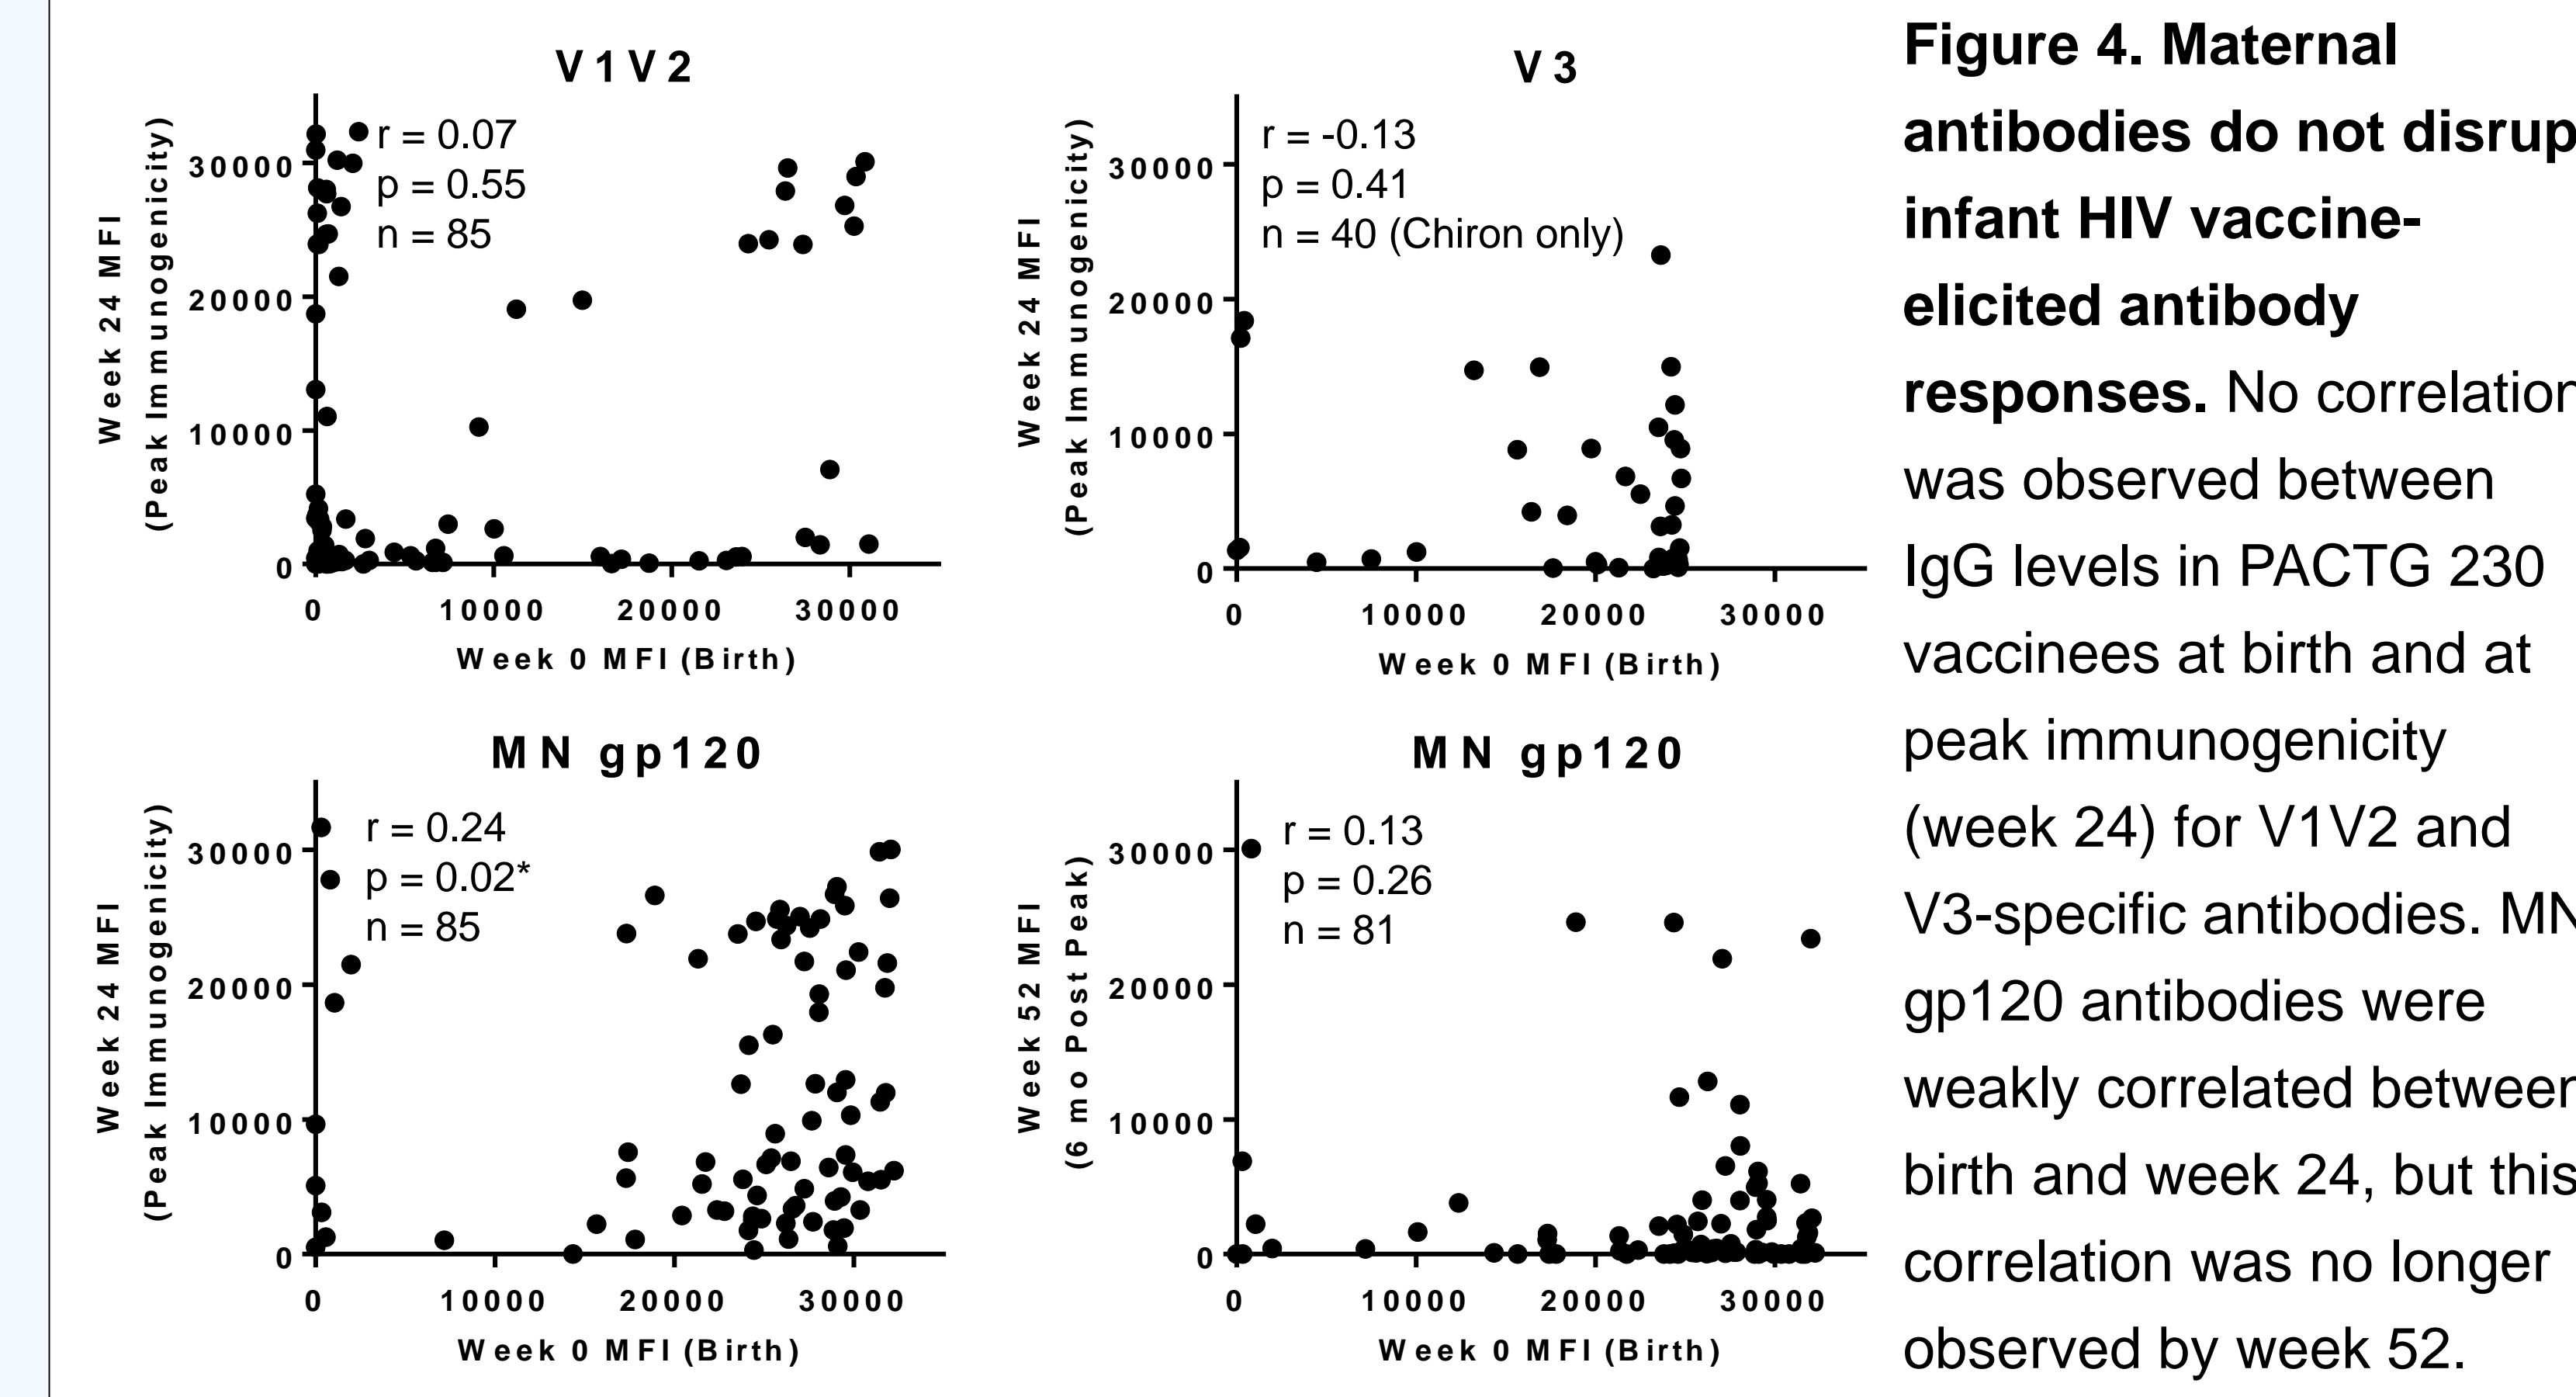 V1V2
r = 0.07
p = 0.55
n = 85
Week 24 MFI
(Peak Immunogenicity)
30000
20000
10000
0
0 10000 20000 30000
Week 0 MFI (Birth)
V3
r = -0.13
p = 0.41
n = 40 (Chiron only)
Week 24 MFI
(Peak Immunogenicity)
30000
20000
10000
0
0 10000 20000 30000
Week 0 MFI (Birth)
MN gp120
r = 0.24
p = 0.02*
n = 85
Week 24 MFI
(Peak Immunogenicity)
30000
20000
10000
0
0 10000 20000 30000
Week 0 MFI (Birth)
MN gp120
r = 0.13
p = 0.26
n = 81
Week 52 MFI
(6 mo Post Peak)
30000
20000
10000
0
0 10000 20000 30000
Week 0 MFI (Birth)
Figure 4. Maternal
antibodies do not disrup
infant HIV vaccine-
elicited antibody
responses. No correlation
was observed between
IgG levels in PACTG 230
vaccinees at birth and at
peak immunogenicity
(week 24) for V1V2 and
V3-specific antibodies. MN
gp120 antibodies were
weakly correlated between
birth and week 24, but this
correlation was no longer
observed by week 52.